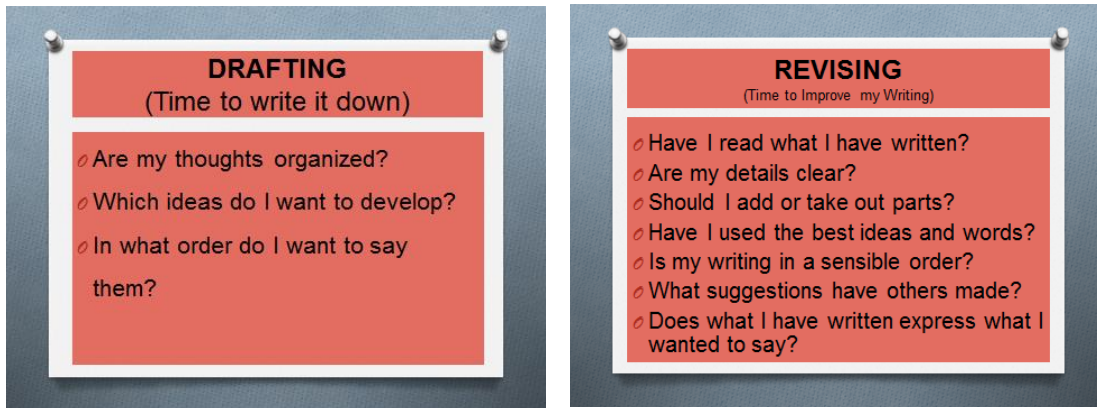 DRAFTING
(Time to write it down)
Are my thoughts organized?
Which ideas do I want to develop?
In what order do I want to say
them?
REVISING
(Time to Improve my Writing)
Have I read what I have written?
Are my details clear?
Should I add or take out parts?
Have I used the best ideas and words?
Is my writing in a sensible order?
What suggestions have others made?
Does what I have written express what I
wanted to say?